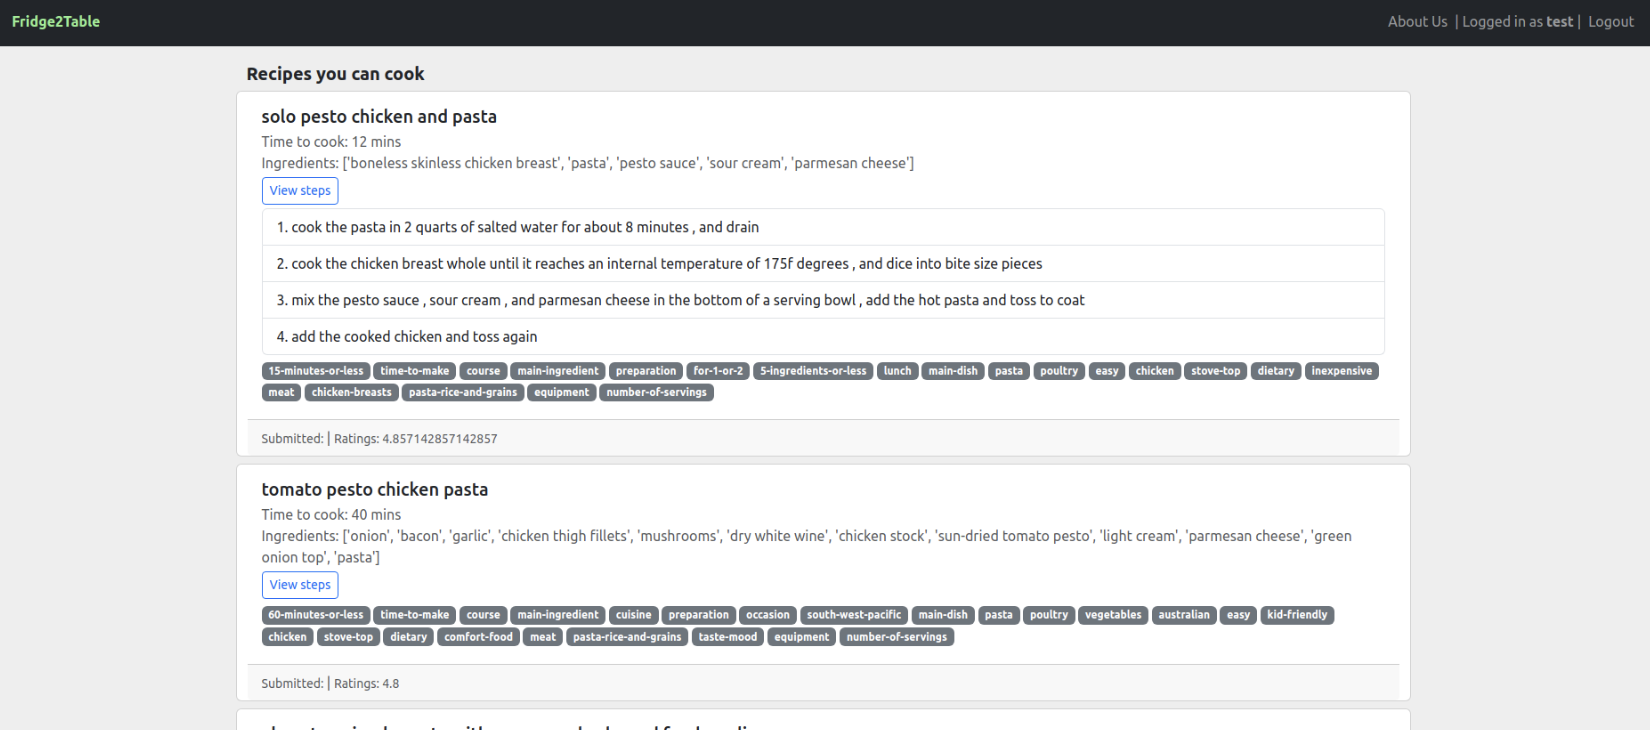 Fridge2Table
About Us | Logged in as test | Logout
Recipes you can cook
solo pesto chicken and pasta
Time to cook: 12 mins
Ingredients: ['boneless skinless chicken breast', 'pasta', 'pesto sauce', 'sour cream', 'parmesan cheese']
View steps
1. cook the pasta in 2 quarts of salted water for about 8 minutes , and drain
2. cook the chicken breast whole until it reaches an internal temperature of 175f degrees , and dice into bite size pieces
3. mix the pesto sauce , sour cream , and parmesan cheese in the bottom of a serving bowl , add the hot pasta and toss to coat
4. add the cooked chicken and toss again
15-minutes-or-less time-to-make course main-ingredient preparation for-1-or-2 5-ingredients-or-less lunch main-dish pasta poultry easy chicken stove-top dietary inexpensive
meat chicken-breasts pasta-rice-and-grains equipment number-of-servings
Submitted: | Ratings: 4.857142857142857
tomato pesto chicken pasta
Time to cook: 40 mins
Ingredients: ['onion', 'bacon', 'garlic', 'chicken thigh fillets', 'mushrooms', 'dry white wine', 'chicken stock', 'sun-dried tomato pesto', 'light cream', 'parmesan cheese', 'green
onion top', 'pasta']
View steps
60-minutes-or-less time-to-make course main-ingredient cuisine preparation occasion south-west-pacific main-dish pasta poultry vegetables australian easy kid-friendly
chicken stove-top dietary comfort-food meat pasta-rice-and-grains taste-mood equipment number-of-servings
Submitted: | Ratings: 4.8